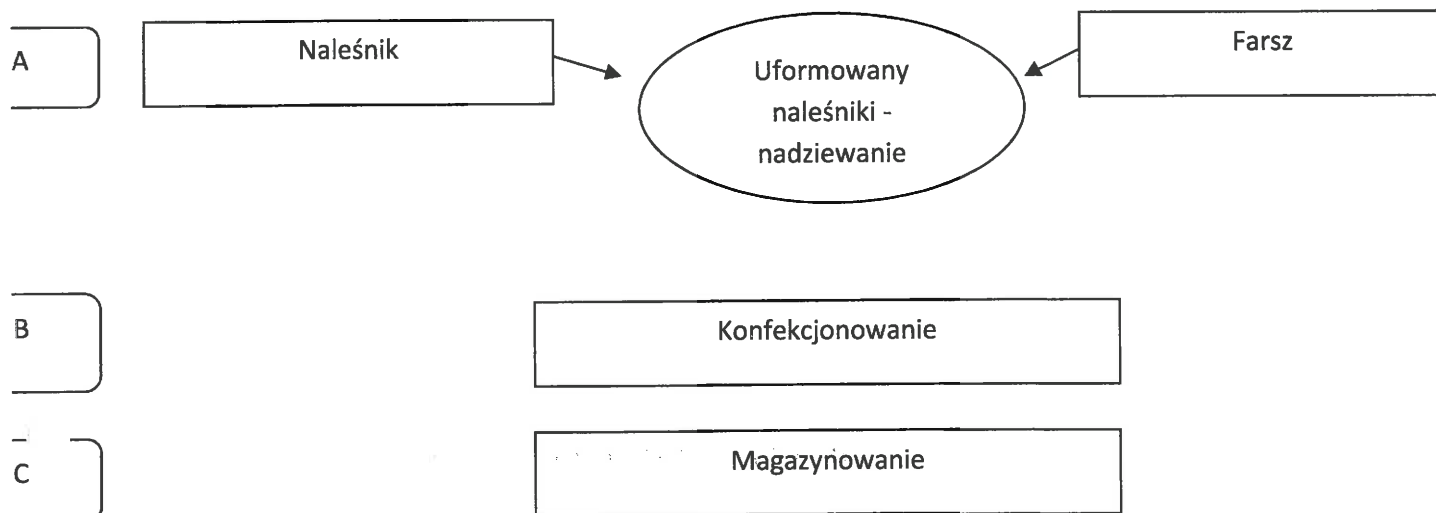 A
Naleśnik
Farsz
Uformowany
naleśniki -
nadziewanie
B
Konfekcjonowanie
C
Magazynowanie